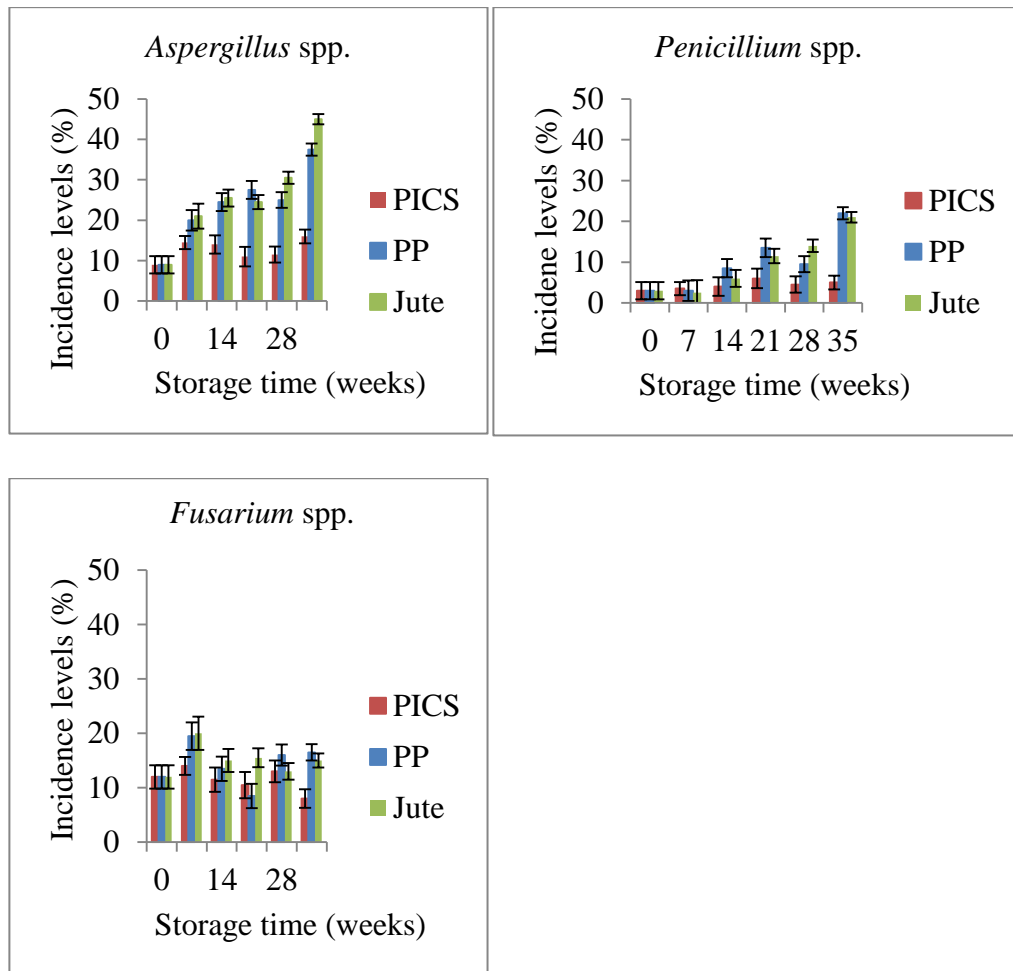 Aspergillus spp.
50
40
30
20
10
0
Incidence levels (%)
0 14 28
Storage time (weeks)
PICS
PP
Jute
Penicillium spp.
50
40
30
20
10
0
Incidene levels (%)
0 7 14 21 28 35
Storage time (weeks)
PICS
PP
Jute
Fusarium spp.
50
40
30
20
10
0
Incidence levels (%)
0 14 28
Storage time (weeks)
PICS
PP
Jute